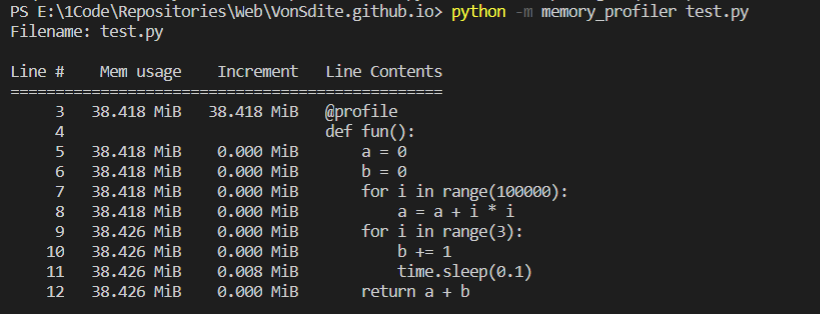 PS E:\1Code\Repositories\Web\VonSdite.github.io> python -m memory_profiler test.py
Filename: test.py
Line #    Mem usage    Increment   Line Contents
================================================
     3   38.418 MiB   38.418 MiB   @profile
     4                             def fun():
     5   38.418 MiB    0.000 MiB       a = 0
     6   38.418 MiB    0.000 MiB       b = 0
     7   38.418 MiB    0.000 MiB       for i in range(100000):
     8   38.418 MiB    0.000 MiB           a = a + i * i
     9   38.426 MiB    0.000 MiB       for i in range(3):
    10   38.426 MiB    0.000 MiB           b += 1
    11   38.426 MiB    0.008 MiB           time.sleep(0.1)
    12   38.426 MiB    0.000 MiB       return a + b